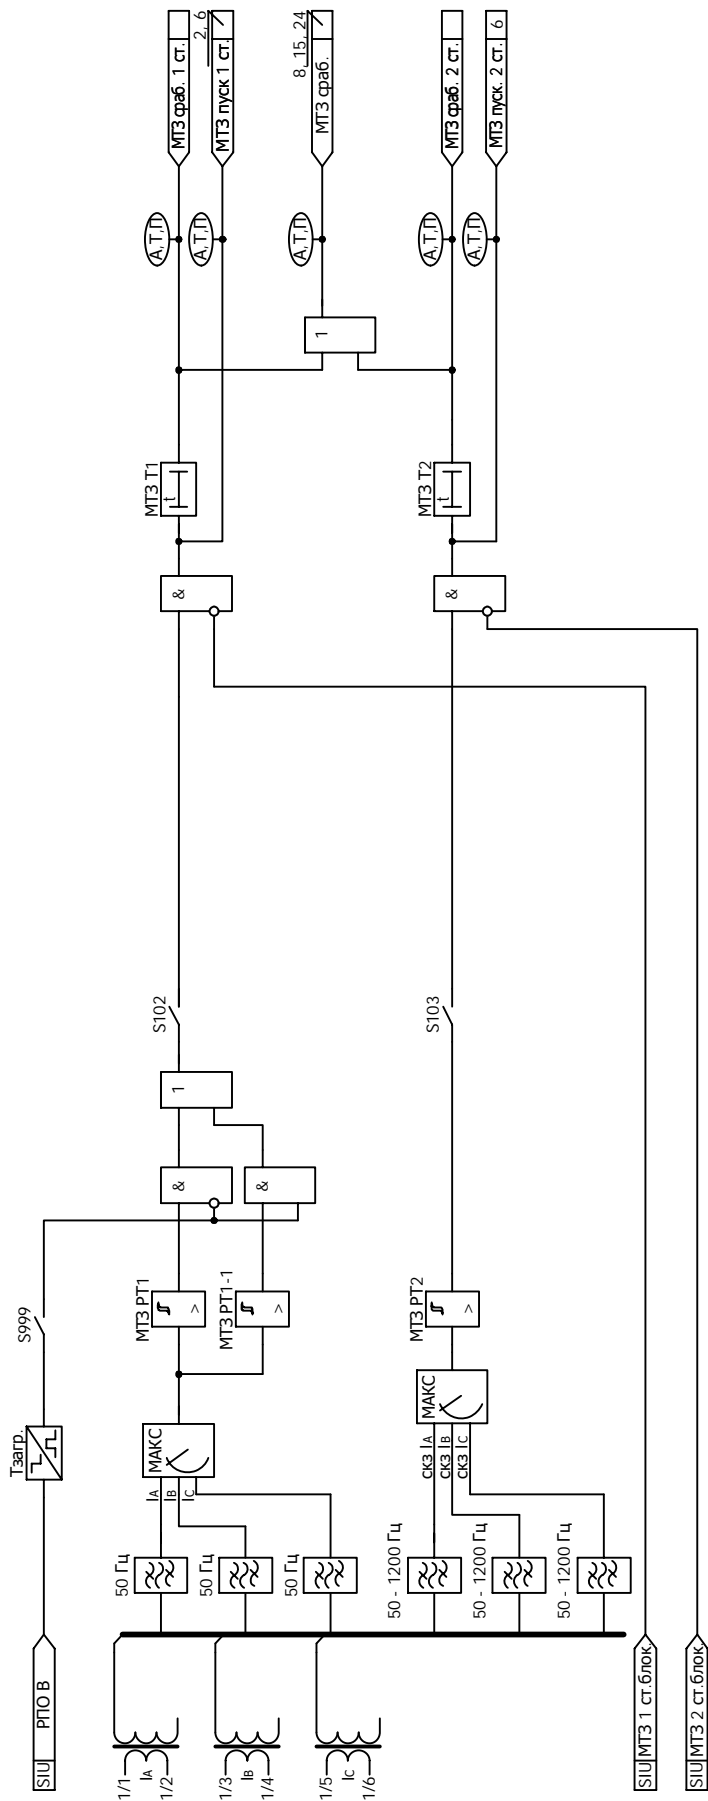 SIU РПО В
Tзагр.
S999
1/1
IA
1/2
1/3
IB
1/4
1/5
IC
1/6
50 Гц
50 Гц
50 Гц
IA
IB
IC
МАКС
МТЗ РТ1
>
МТЗ РТ1-1
>
&
&
1
S102
&
МТЗ Т1
t
А,Т,П
А,Т,П
МТЗ сраб. 1 ст.
МТЗ пуск 1 ст.
2, 6
1
А,Т,П
МТЗ сраб.
8, 15, 24
50 - 1200 Гц
50 - 1200 Гц
50 - 1200 Гц
скз IA
скз IB
скз IC
МАКС
МТЗ РТ2
>
S103
&
МТЗ Т2
t
А,Т,П
А,Т,П
МТЗ сраб. 2 ст.
МТЗ пуск. 2 ст. 6
SIU МТЗ 1 ст.блок.
SIU МТЗ 2 ст.блок.